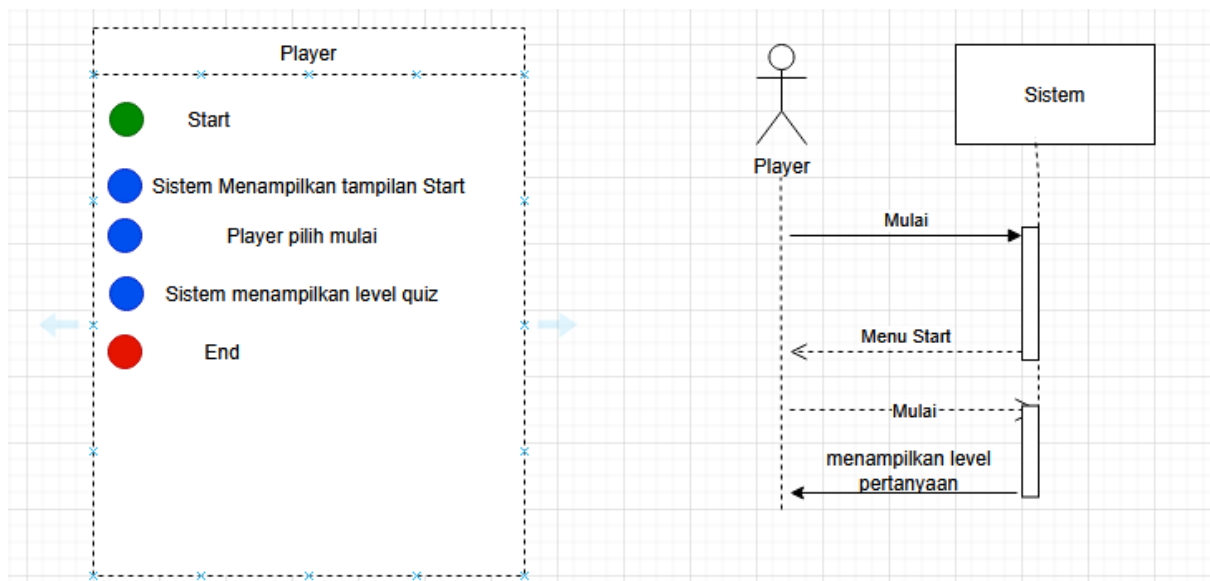 Player
Start
Sistem Menampilkan tampilan Start
Player pilih mulai
Sistem menampilkan level quiz
End
Sistem
Player
Mulai
Menu Start
Mulai
menampilkan level
pertanyaan